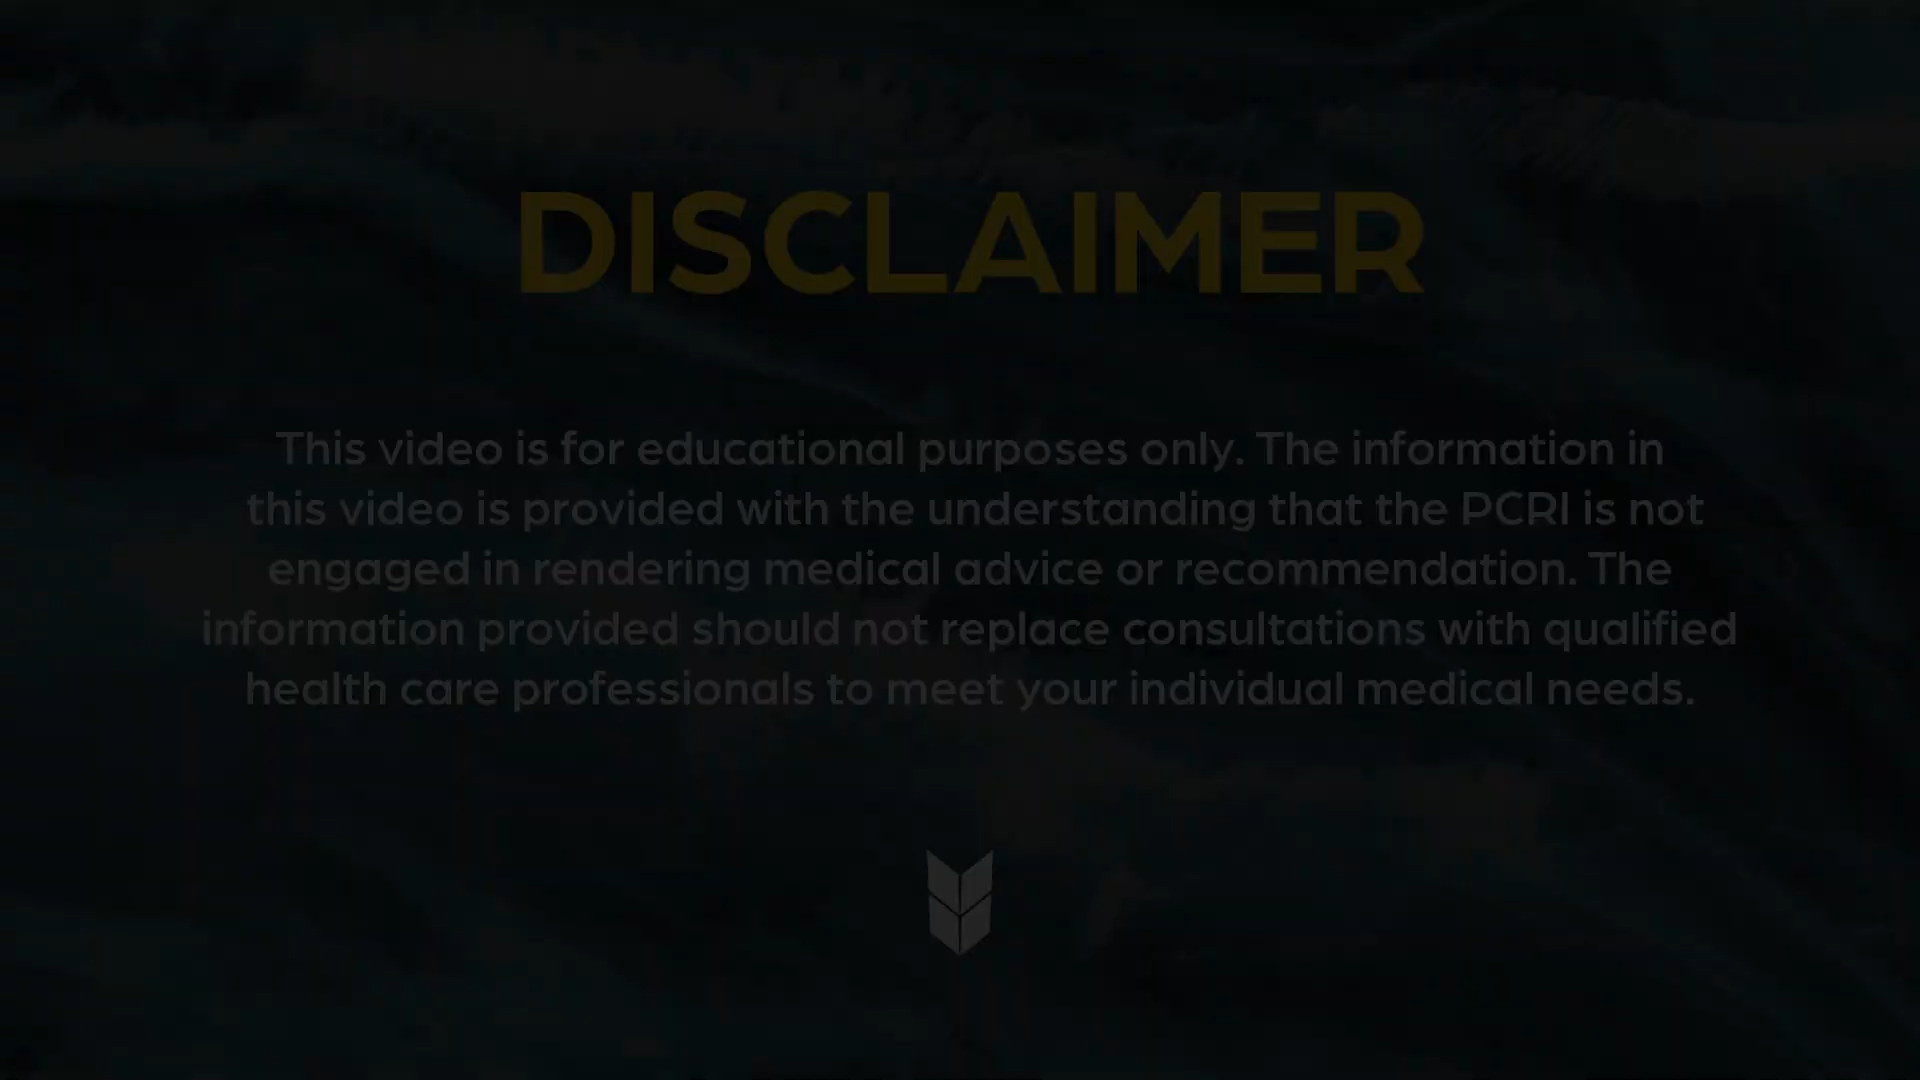 DISCLAIMER
This video is for educational purposes only. The information in
this video is provided with the understanding that the PCRI is not
engaged in rendering medical advice or recommendation. The
information provided should not replace consultations with qualified
health care professionals to meet your individual medical needs.